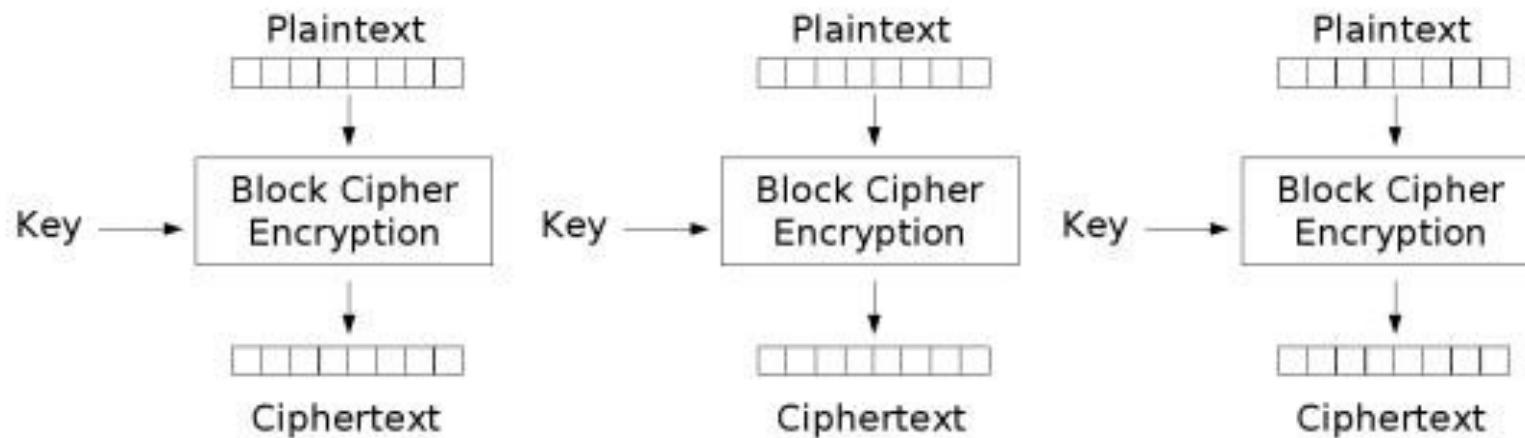 Plaintext
Plaintext
Plaintext
Key
Block Cipher
Encryption
Key
Block Cipher
Encryption
Key
Block Cipher
Encryption
Ciphertext
Ciphertext
Ciphertext